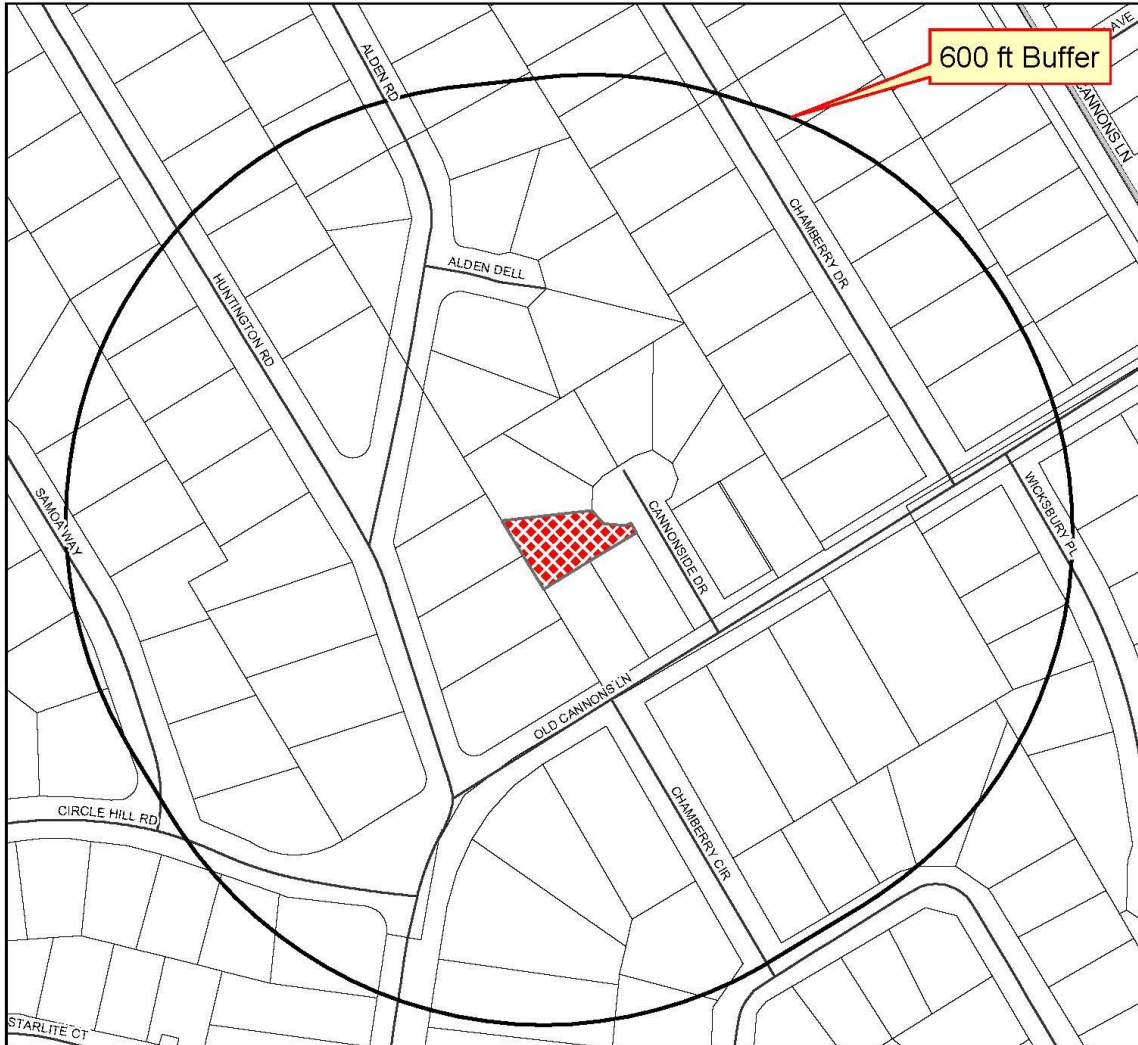 600 ft Buffer
AVE
CANNONS LN
ALDEN RD
CHAMBERRY DR
ALDEN DELL
HUNTINGTON RD
SAMOA WAY
CANNONSIDE DR
WICKSBURY PL
OLD CANNONS LN
CHAMBERRY CIR
CIRCLE HILL RD
STARLITE CT